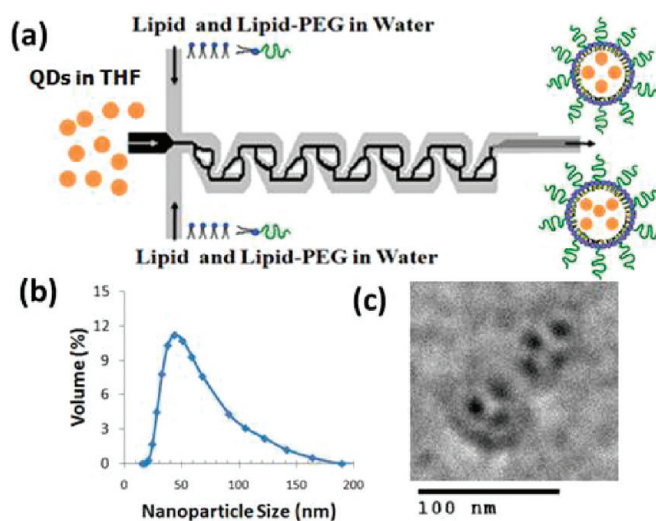 (a)
Lipid and Lipid-PEG in Water
QDs in THF
Lipid and Lipid-PEG in Water
(b)
15
12
9
6
3
0
Volume (%)
0 50 100 150 200
Nanoparticle Size (nm)
(c)
100 nm